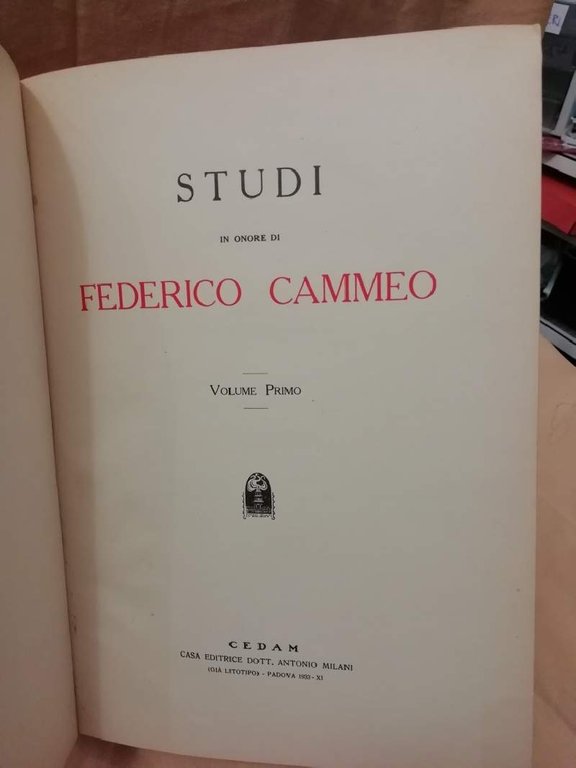 STUDI
IN ONORE DI
FEDERICO CAMMEO
VOLUME PRIMO
CEDAM
CASA EDITRICE DOTT. ANTONIO MILANI
(GIÀ LITOTIPO) - PADOVA 1933 - XI